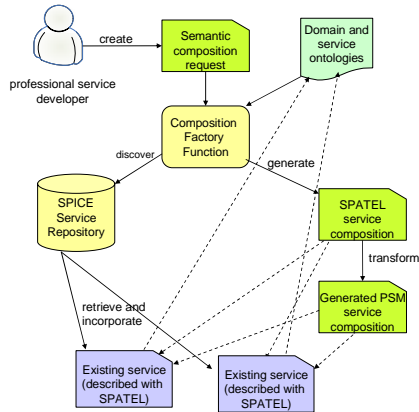 create
Semantic
composition
request
Domain and
service
ontologies
professional service
developer
Composition
Factory
Function
discover
generate
SPICE
Service
Repository
SPATEL
service
composition
transform
retrieve and
incorporate
Generated PSM
service
composition
Existing service
(described with
SPATEL)
Existing service
(described with
SPATEL)